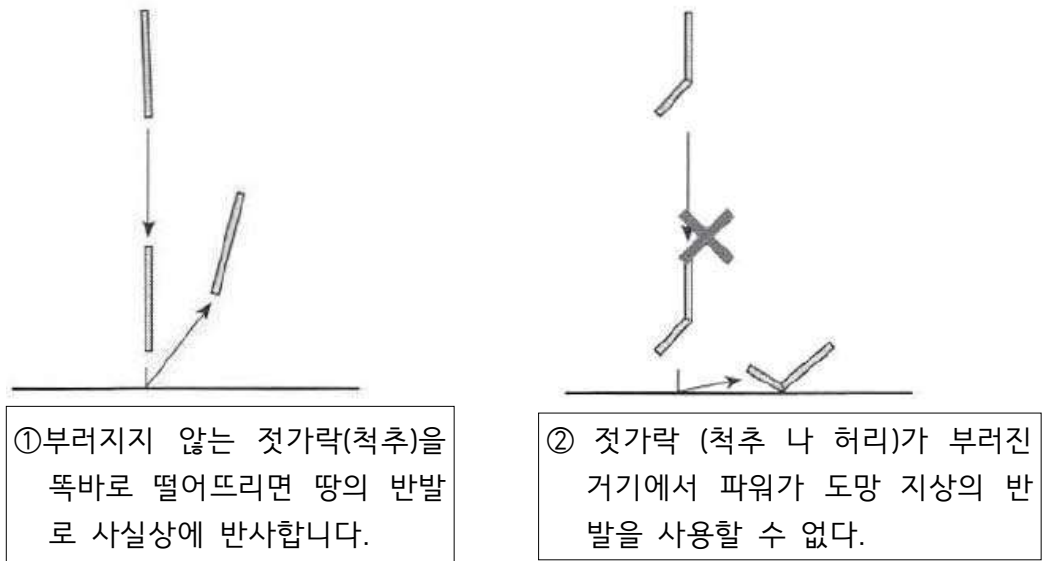 ①부러지지 않는 젓가락(척추)을
똑바로 떨어뜨리면 땅의 반발
로 사실상에 반사합니다.
② 젓가락 (척추 나 허리)가 부러진
거기에서 파워가 도망 지상의 반
발을 사용할 수 없다.